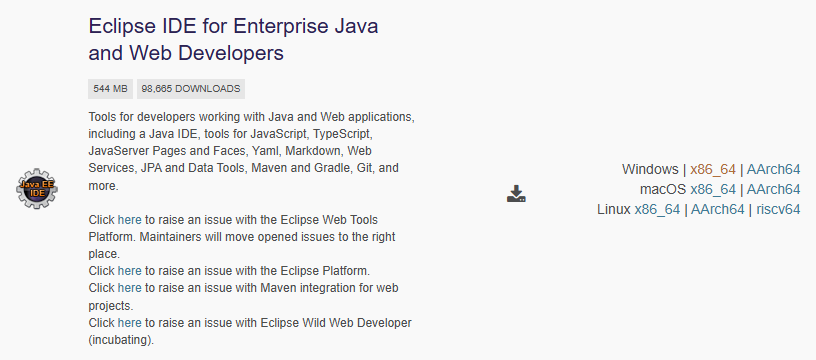 Eclipse IDE for Enterprise Java
and Web Developers
544 MB 98,665 DOWNLOADS
Tools for developers working with Java and Web applications,
including a Java IDE, tools for JavaScript, TypeScript,
JavaServer Pages and Faces, Yaml, Markdown, Web
Services, JPA and Data Tools, Maven and Gradle, Git, and
more.
Java EE
IDE
Click here to raise an issue with the Eclipse Web Tools
Platform. Maintainers will move opened issues to the right
place.
Click here to raise an issue with the Eclipse Platform.
Click here to raise an issue with Maven integration for web
projects.
Click here to raise an issue with Eclipse Wild Web Developer
(incubating).
Windows | x86_64 | AArch64
macOS x86_64 | AArch64
Linux x86_64 | AArch64 | riscv64